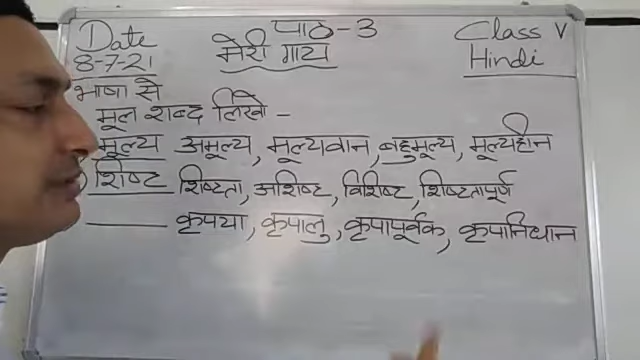 Date पाठ-3 Class V
8-7-21 मेरी गाय Hindi
भाषा से
मूल शब्द लिखो -
मूल्य अमूल्य, मूल्यवान, बहुमूल्य, मूल्यहीन
शिष्ट शिष्टता, अशिष्ट, विशिष्ट, शिष्टतापूर्ण
कृपया, कृपालु, कृपापूर्वक, कृपानिधान